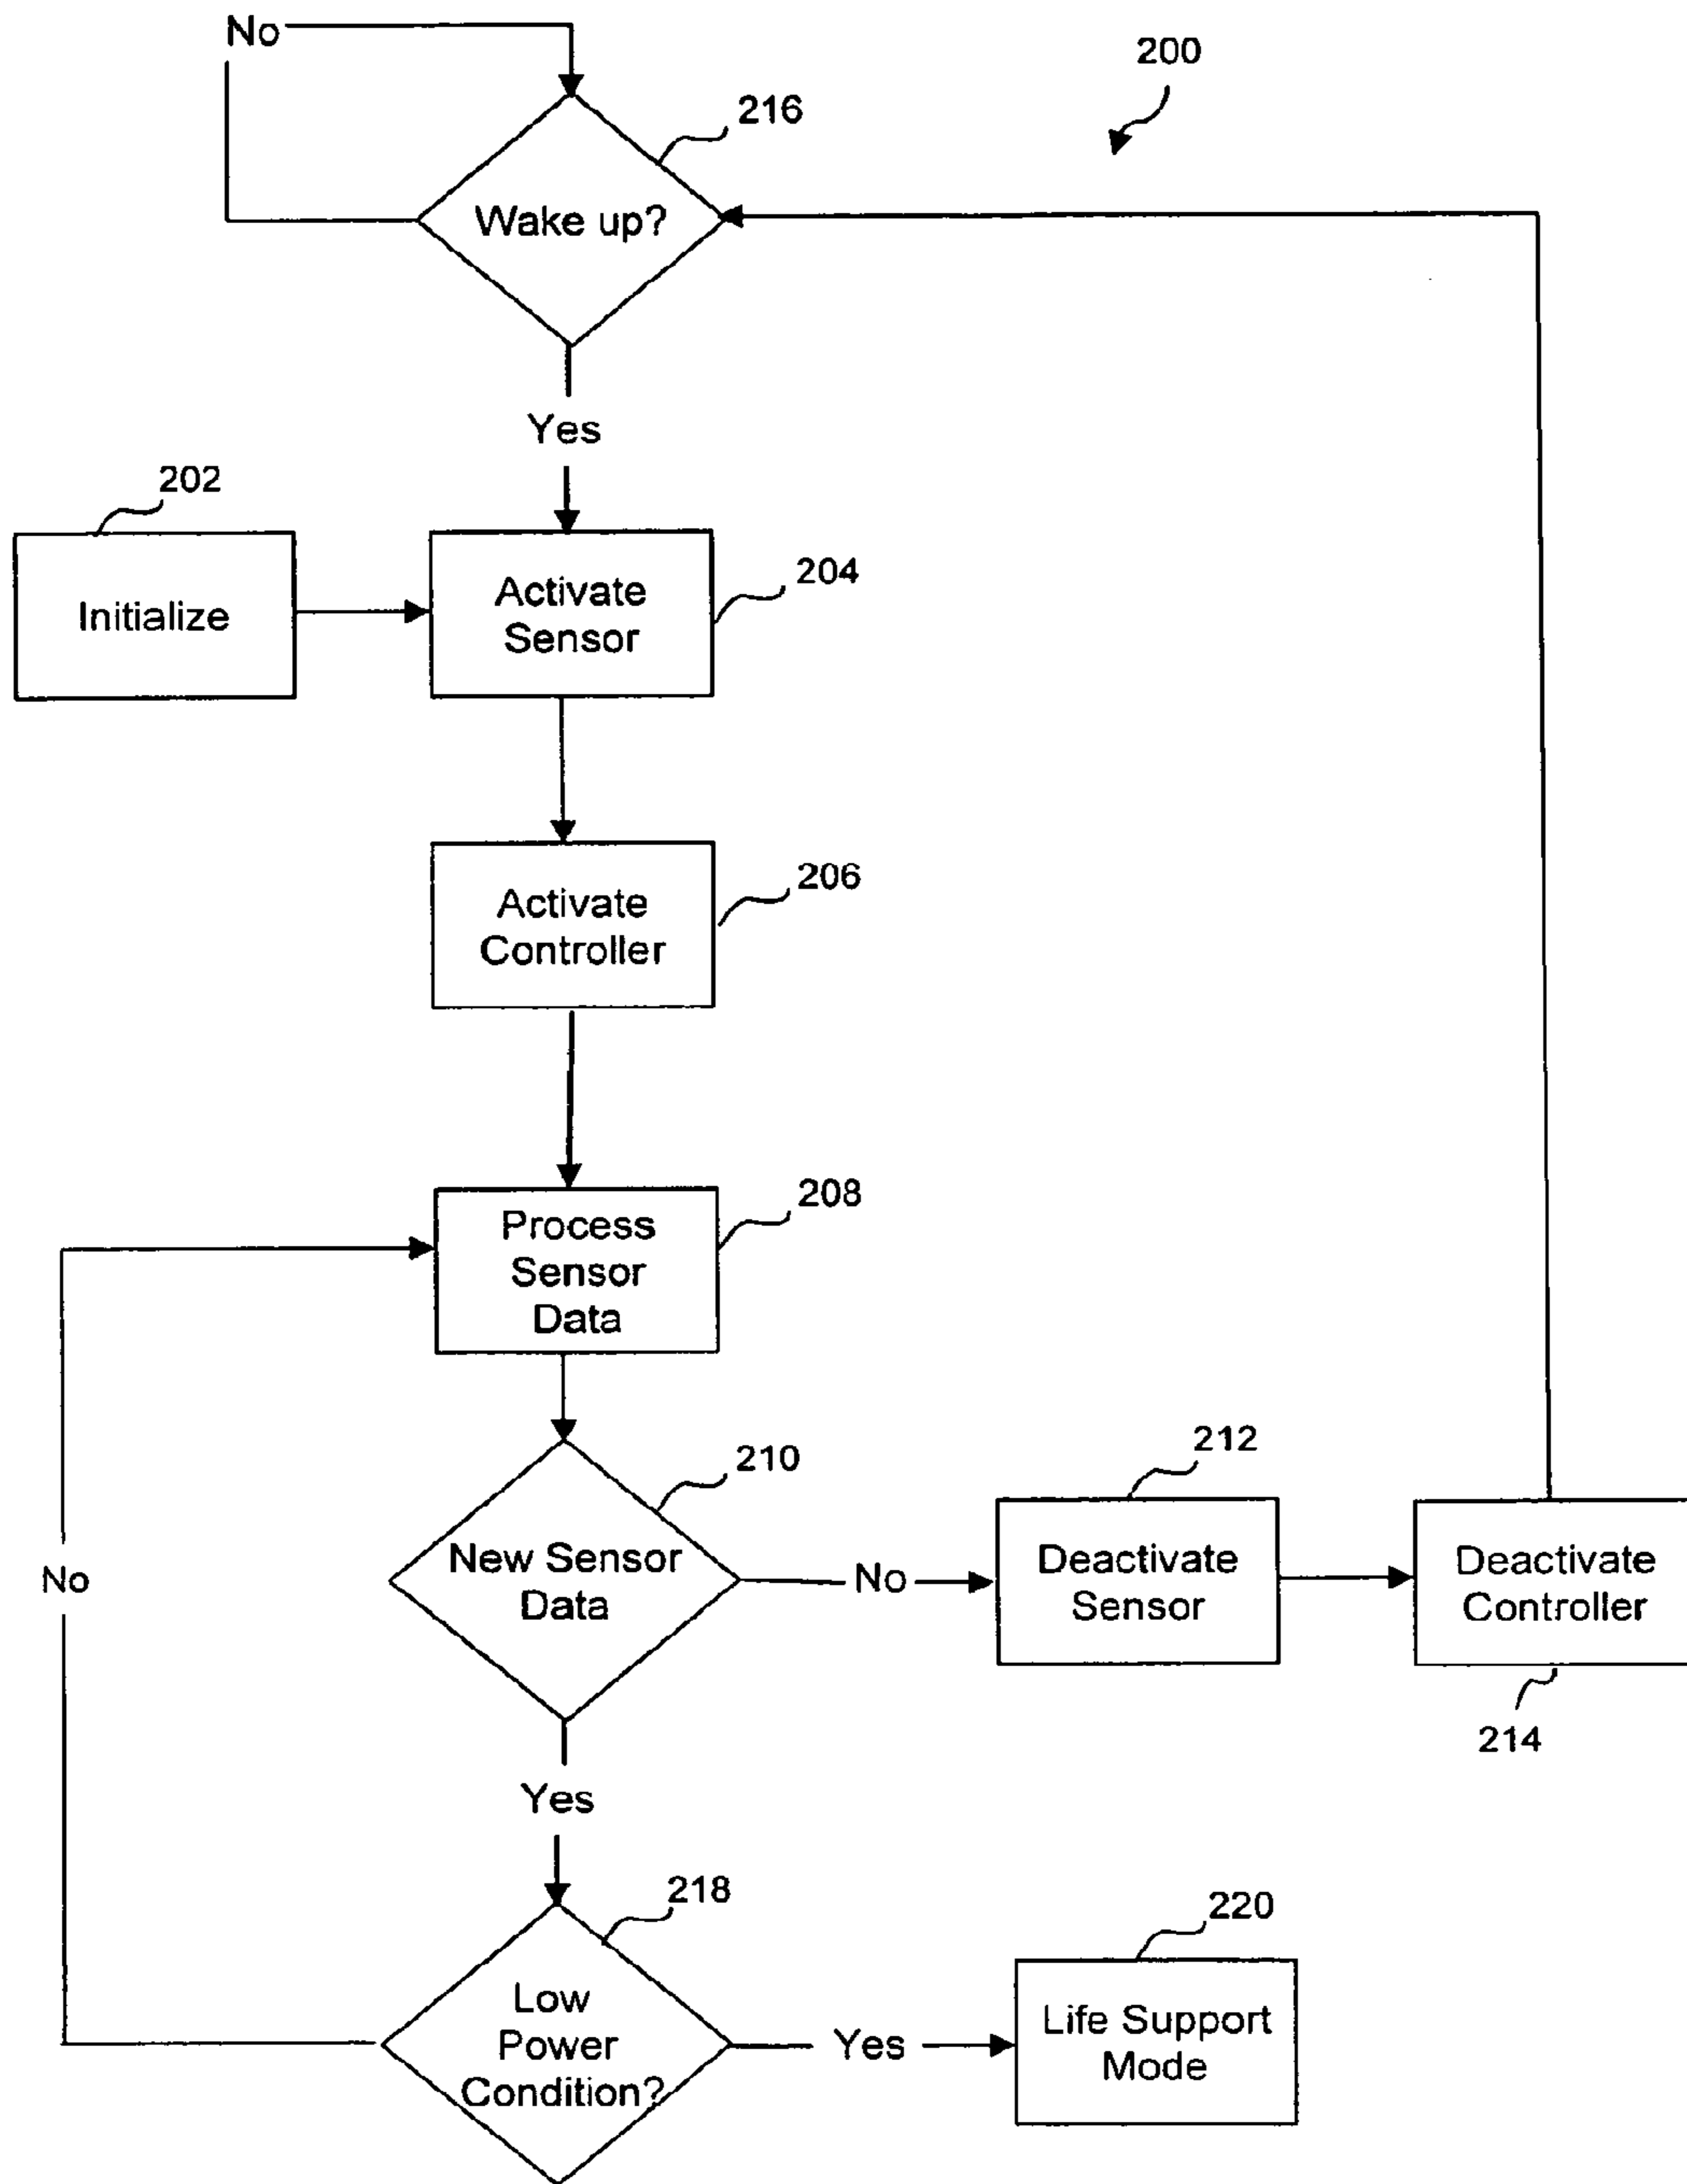 No
200
216
Wake up?
Yes
202
Initialize
204
Activate
Sensor
206
Activate
Controller
208
Process
Sensor
Data
210
New Sensor
Data
No
212
Deactivate
Sensor
Deactivate
Controller
214
No
Yes
218
Low
Power
Condition?
Yes
220
Life Support
Mode